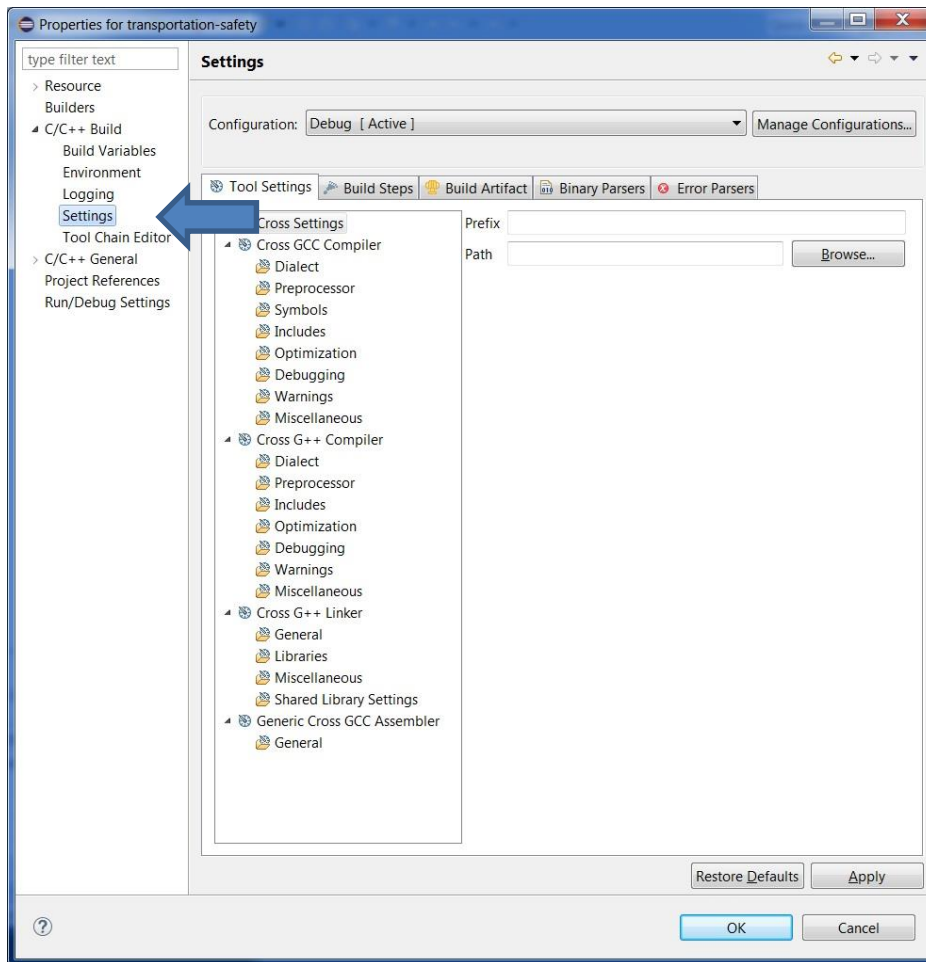 Properties for transportation-safety
type filter text
Resource
Builders
C/C++ Build
Build Variables
Environment
Logging
Settings
Tool Chain Editor
C/C++ General
Project References
Run/Debug Settings
Settings
Configuration: Debug [ Active ] Manage Configurations...
Tool Settings Build Steps Build Artifact Binary Parsers Error Parsers
Cross Settings
Cross GCC Compiler
Dialect
Preprocessor
Symbols
Includes
Optimization
Debugging
Warnings
Miscellaneous
Cross G++ Compiler
Dialect
Preprocessor
Includes
Optimization
Debugging
Warnings
Miscellaneous
Cross G++ Linker
General
Libraries
Miscellaneous
Shared Library Settings
Generic Cross GCC Assembler
General
Prefix
Path Browse...
Restore Defaults Apply
OK Cancel